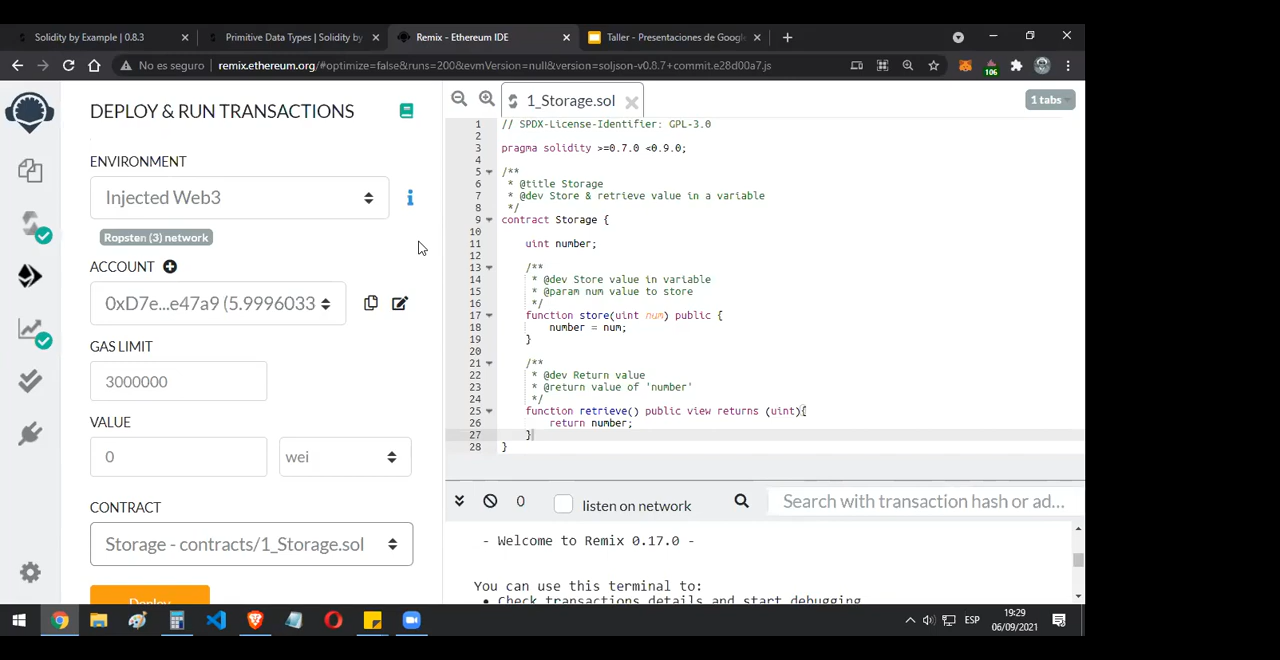 Solidity by Example | 0.8.3
Primitive Data Types | Solidity by
Remix - Ethereum IDE
Taller - Presentaciones de Google
No es seguro
remix.ethereum.org/#optimize=false&runs=200&evmVersion=null&version=soljson-v0.8.7+commit.e28d00a7.js
106
DEPLOY & RUN TRANSACTIONS
ENVIRONMENT
Injected Web3
Ropsten (3) network
ACCOUNT
0xD7e...e47a9 (5.9996033
GAS LIMIT
3000000
VALUE
0
wei
CONTRACT
Storage - contracts/1_Storage.sol
Deploy
1_Storage.sol
1 tabs
1 // SPDX-License-Identifier: GPL-3.0
2
3 pragma solidity >=0.7.0 <0.9.0;
4
5 /**
6 * @title Storage
7 * @dev Store & retrieve value in a variable
8 */
9 contract Storage {
10
11 uint number;
12
13 /**
14 * @dev Store value in variable
15 * @param num value to store
16 */
17 function store(uint num) public {
18 number = num;
19 }
20
21 /**
22 * @dev Return value
23 * @return value of 'number'
24 */
25 function retrieve() public view returns (uint){
26 return number;
27 }
28 }
0
listen on network
Search with transaction hash or ad...
- Welcome to Remix 0.17.0 -
You can use this terminal to:
• Check transactions details and start debugging
ESP
19:29
06/09/2021